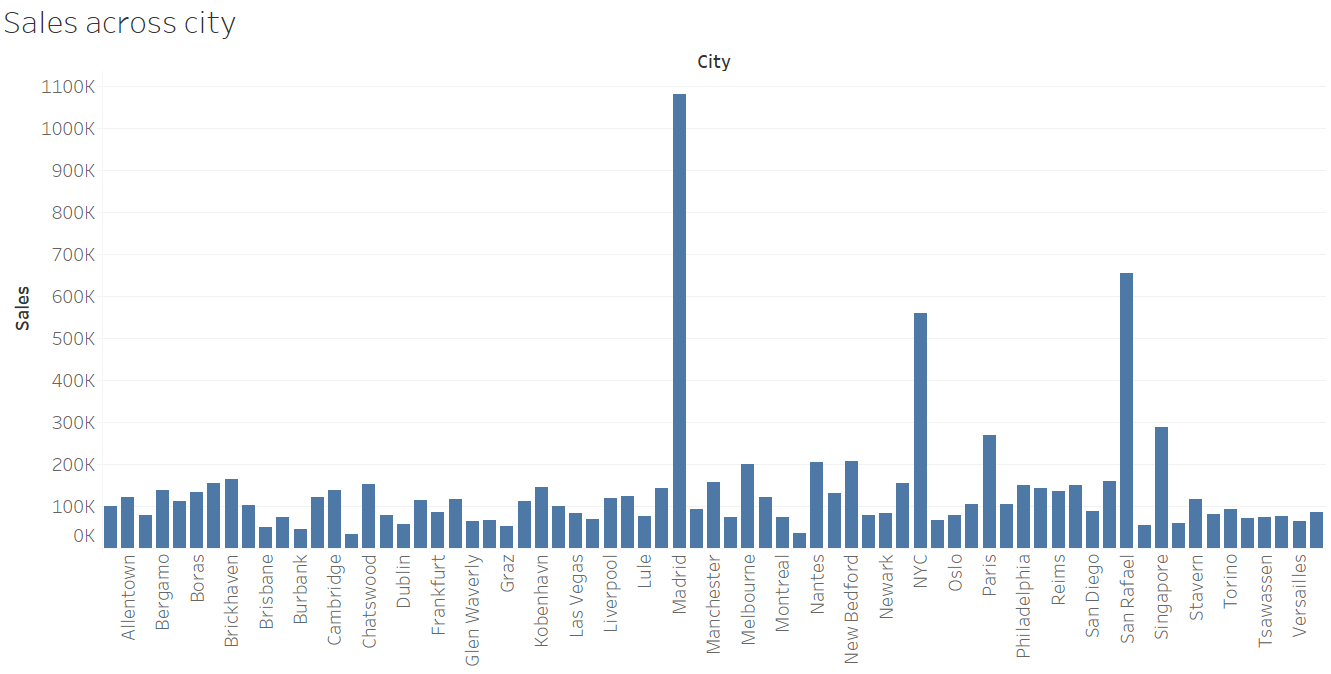 Sales across city
City
1100K
1000K
900K
800K
700K
600K
500K
400K
300K
200K
100K
0K
Sales
Allentown
Bergamo
Boras
Brickhaven
Brisbane
Burbank
Cambridge
Chatswood
Dublin
Frankfurt
Glen Waverly
Graz
Kobenhavn
Las Vegas
Liverpool
Lule
Madrid
Manchester
Melbourne
Montreal
Nantes
New Bedford
Newark
NYC
Oslo
Paris
Philadelphia
Reims
San Diego
San Rafael
Singapore
Stavern
Torino
Tsawassen
Versailles